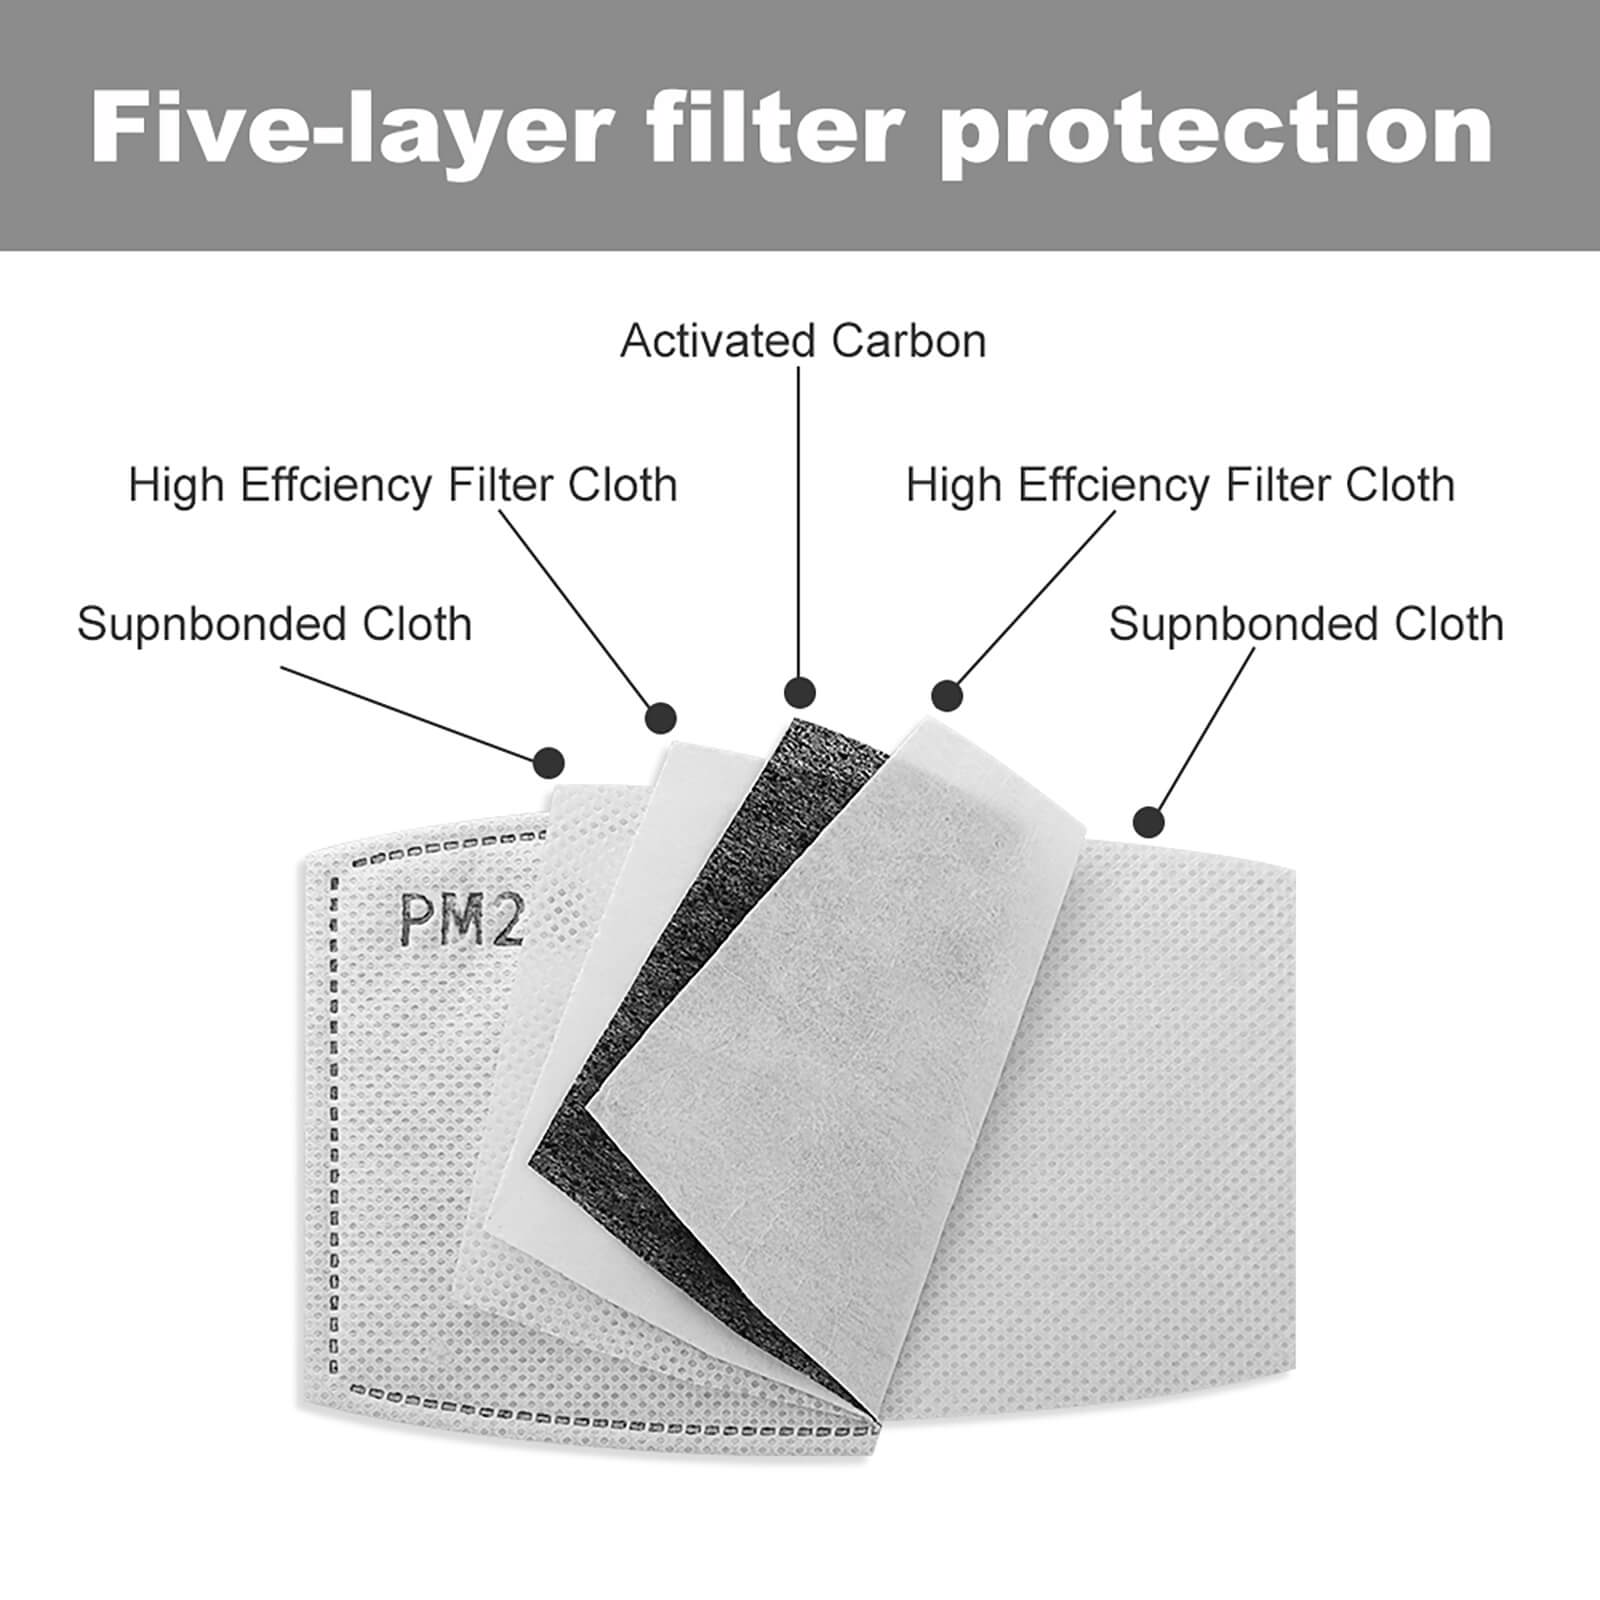 Five-layer filter protection
Activated Carbon
High Effciency Filter Cloth
High Effciency Filter Cloth
Supnbonded Cloth
Supnbonded Cloth
PM2